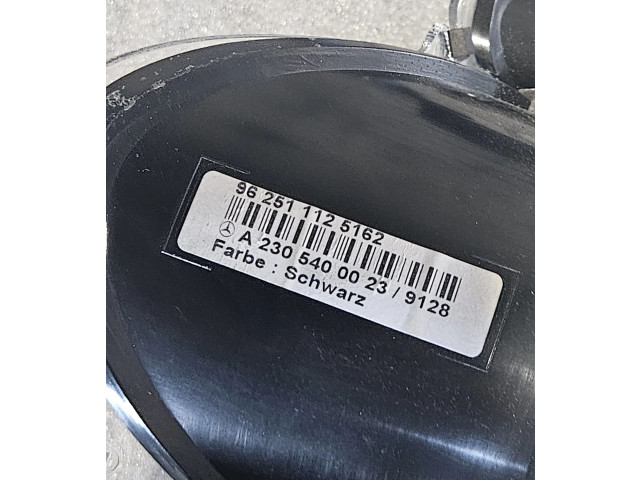 96 251 112 5162
A 230 540 00 23 / 9128
Farbe : Schwarz